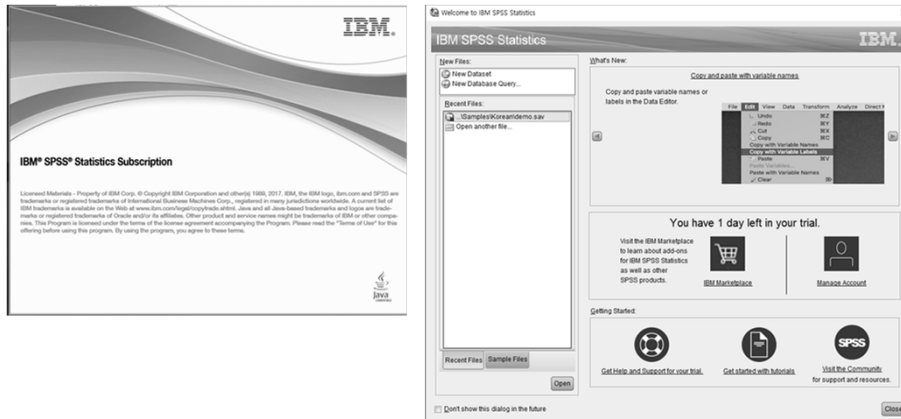 IBM.
IBM® SPSS® Statistics Subscription
Licensed Materials - Property of IBM Corp. © Copyright IBM Corporation and other(s) 1989, 2017. IBM, the IBM logo, ibm.com and SPSS are
trademarks or registered trademarks of International Business Machines Corp., registered in many jurisdictions worldwide. A current list of
IBM trademarks is available on the Web at www.ibm.com/legal/copytrade.shtml. Java and all Java-based trademarks and logos are trade-
marks or registered trademarks of Oracle and/or its affiliates. Other product and service names might be trademarks of IBM or other compa-
nies. This Program is licensed under the terms of the license agreement accompanying the Program. Please read the "Terms of Use" for this
offering before using this program. By using the program, you agree to these terms.
Java
Welcome to IBM SPSS Statistics
IBM SPSS Statistics
IBM.
New Files:
New Dataset
New Database Query...
Recent Files:
...\Samples\Korean\demo.sav
Open another file...
Recent Files Sample Files
Open
Don't show this dialog in the future
What's New:
Copy and paste with variable names
Copy and paste variable names or
labels in the Data Editor.
File Edit View Data Transform Analyze Direct M
Undo ⌘Z
Redo ⌘Y
Cut ⌘X
Copy ⌘C
Copy with Variable Names
Copy with Variable Labels
Paste ⌘V
Paste Variables...
Paste with Variable Names
Clear
You have 1 day left in your trial.
Visit the IBM Marketplace
to learn about add-ons
for IBM SPSS Statistics
as well as other
SPSS products.
IBM Marketplace
Manage Account
Getting Started:
SPSS
Get Help and Support for your trial.
Get started with tutorials
Visit the Community
for support and resources.
Close